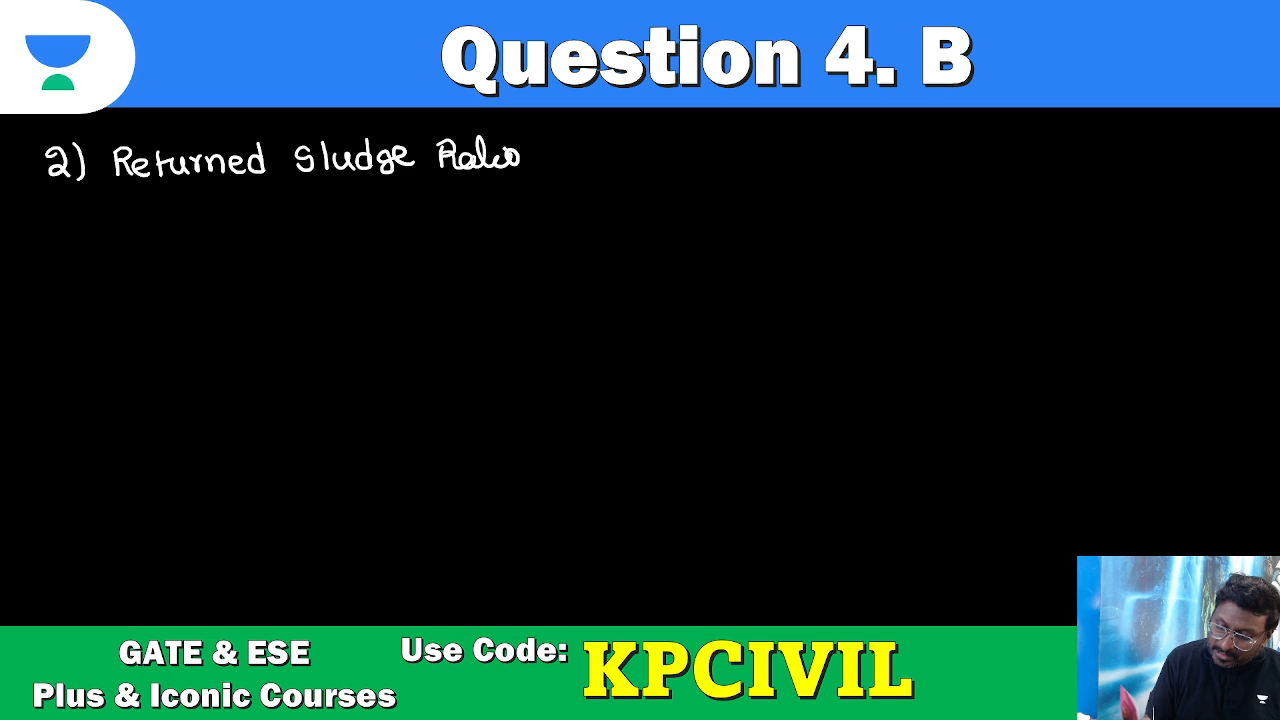 Question 4. B
2) Returned Sludge Ratio
GATE & ESE
Plus & Iconic Courses
Use Code:
KPCIVIL